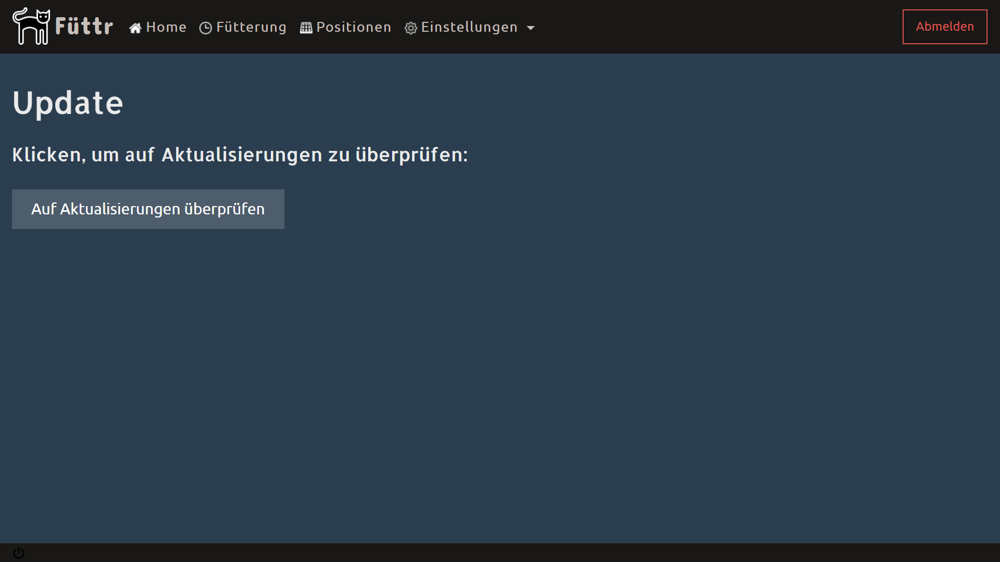 Füttr
Home
Fütterung
Positionen
Einstellungen
Abmelden
Update
Klicken, um auf Aktualisierungen zu überprüfen:
Auf Aktualisierungen überprüfen